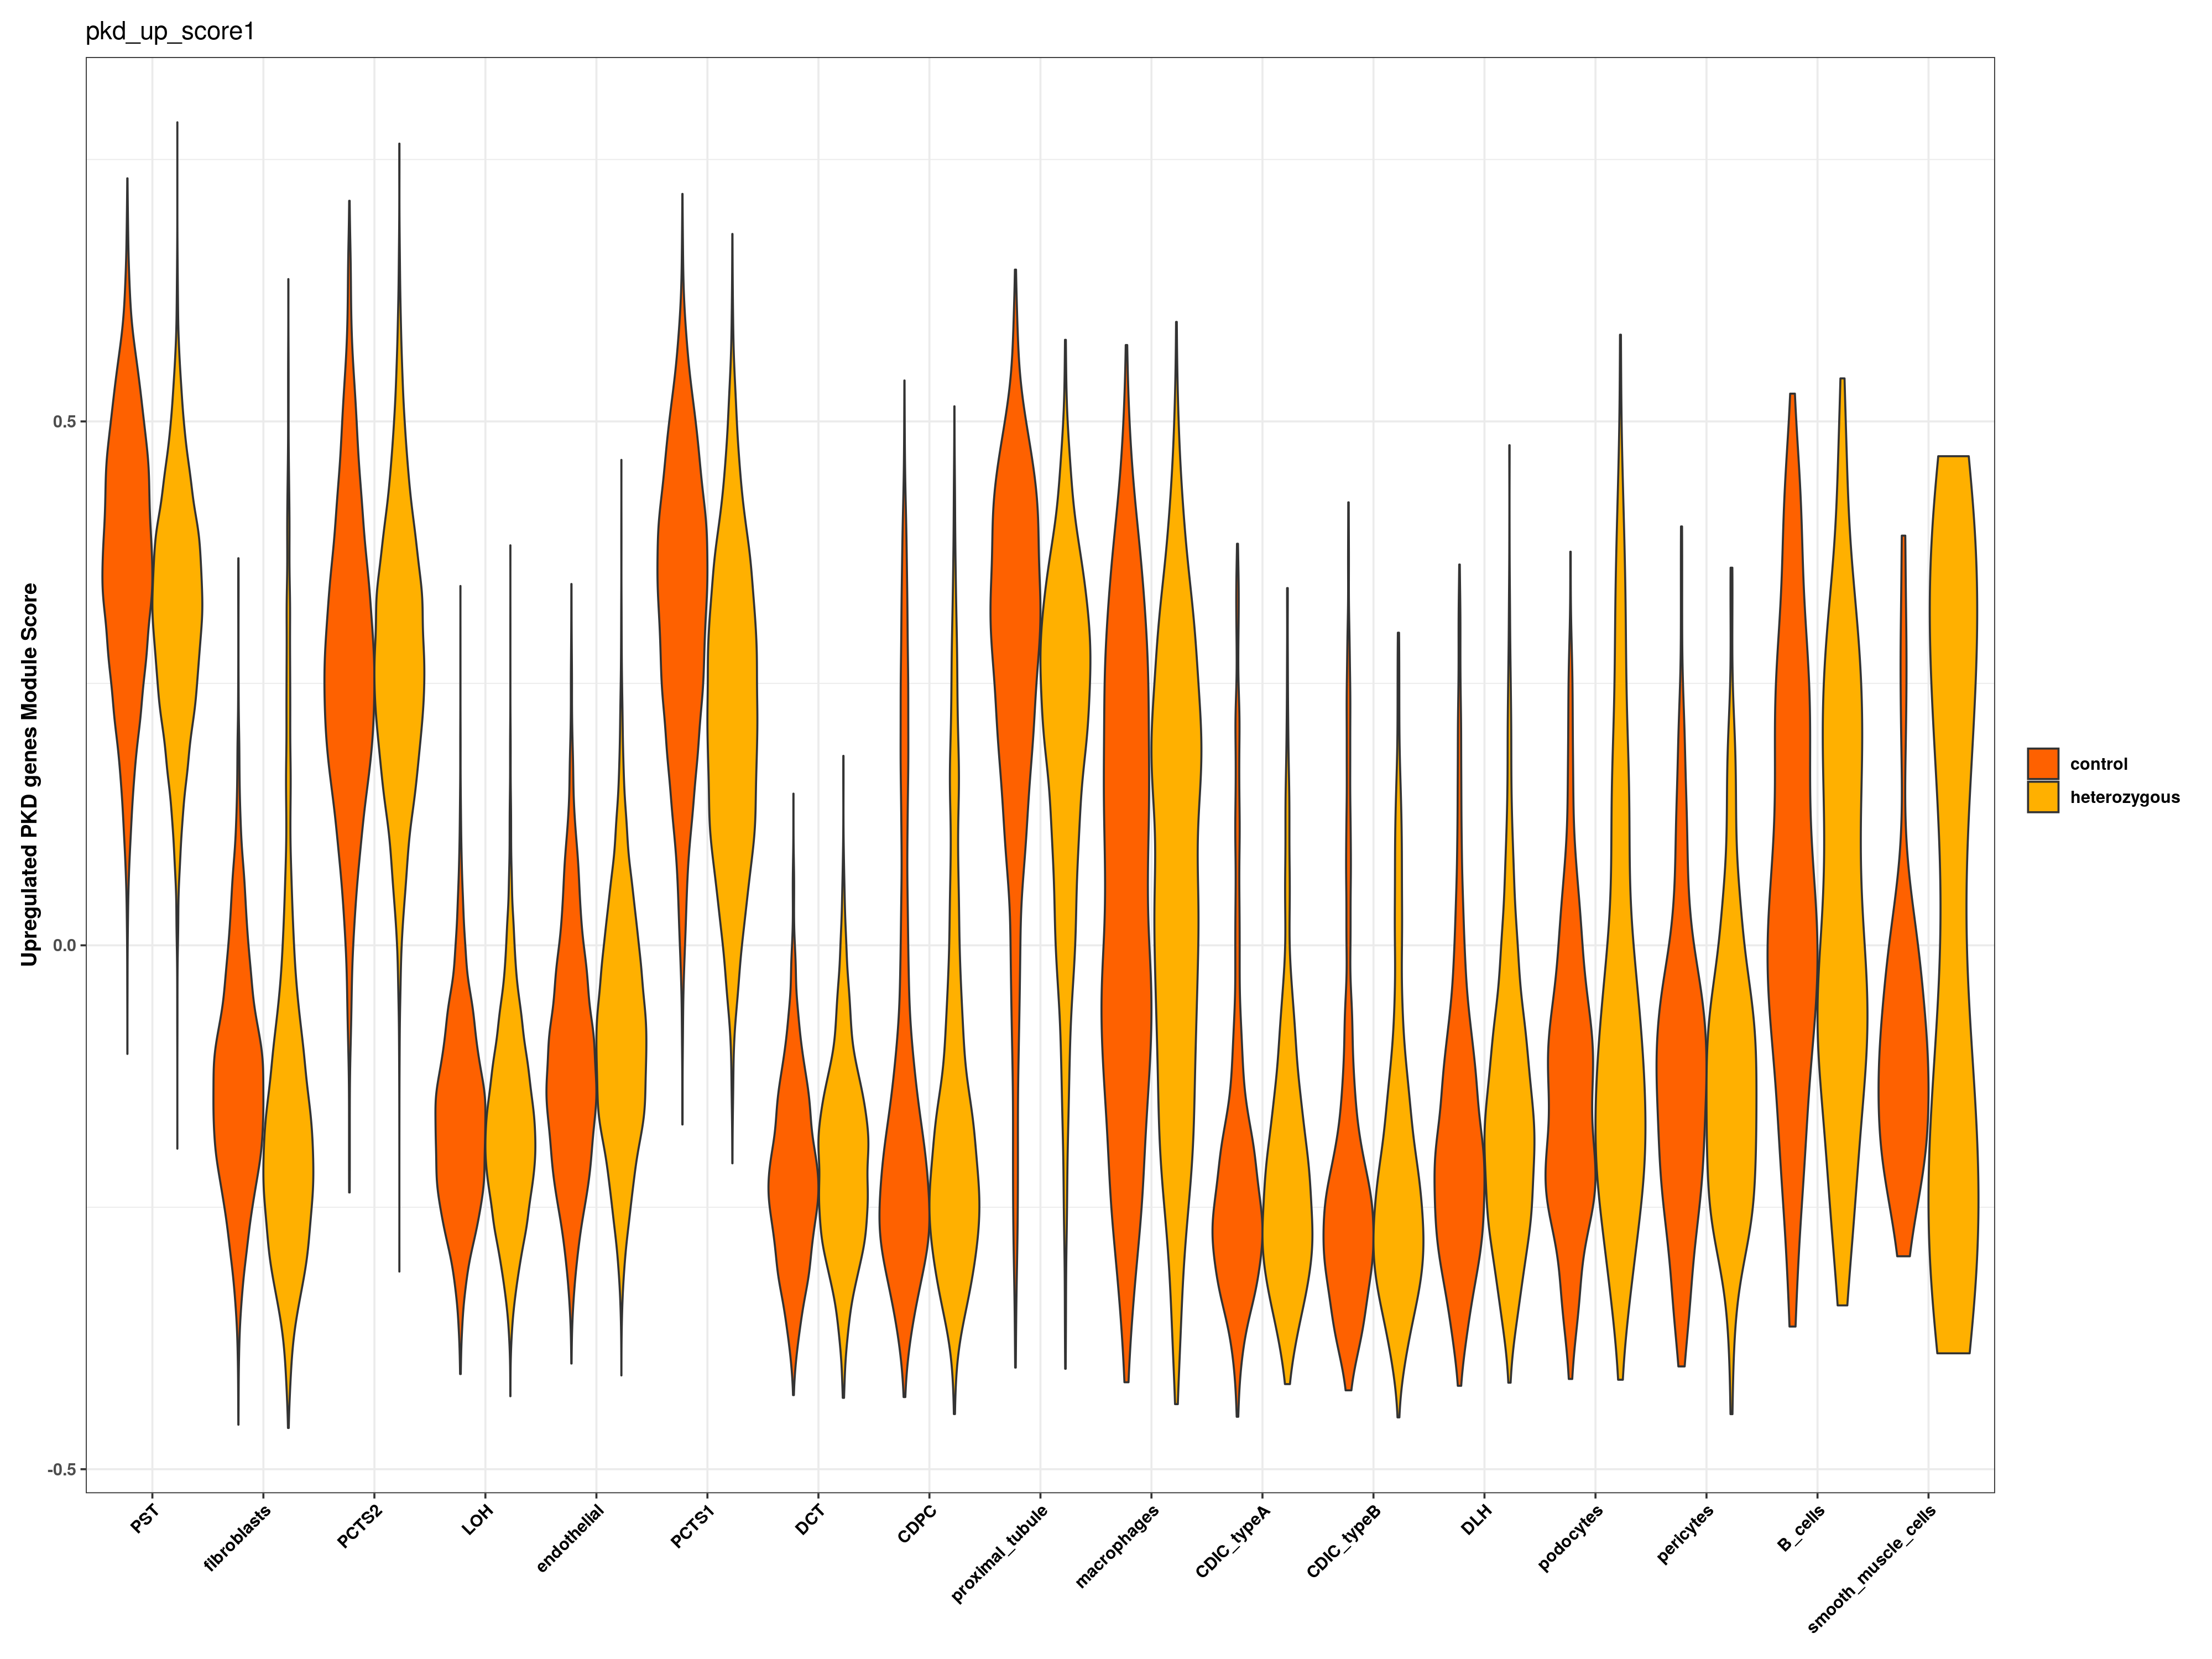 pkd_up_score1
Upregulated PKD genes Module Score
0.5
0.0
-0.5
PST
fibroblasts
PCTS2
LOH
endothelial
PCTS1
DCT
CDPC
proximal_tubule
macrophages
CDIC_typeA
CDIC_typeB
DLH
podocytes
pericytes
B_cells
smooth_muscle_cells
control
heterozygous